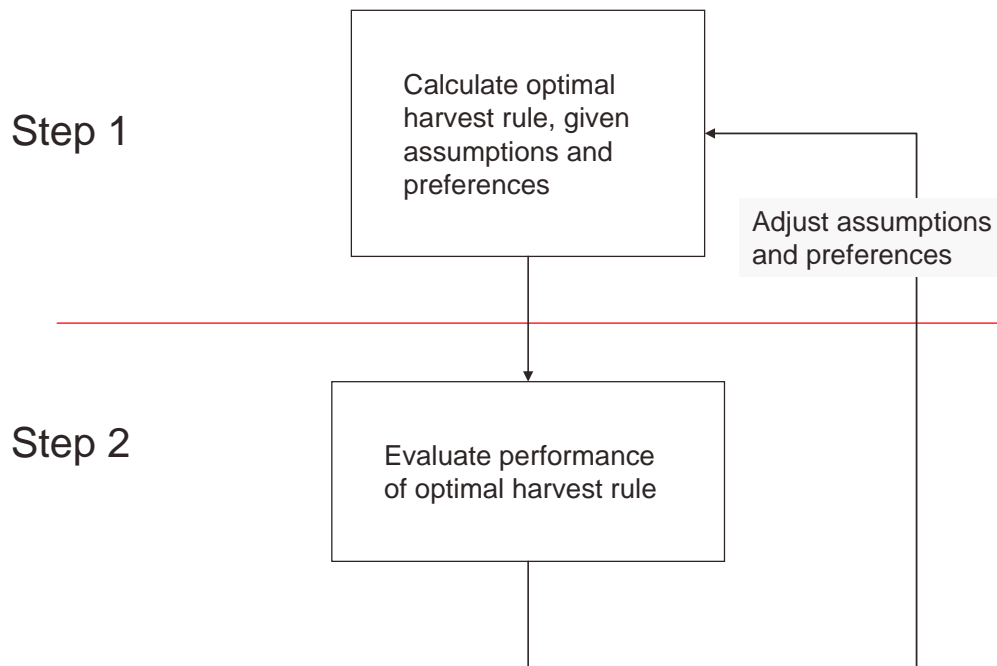 Step 1
Calculate optimal
harvest rule, given
assumptions and
preferences
Adjust assumptions
and preferences
Step 2
Evaluate performance
of optimal harvest rule